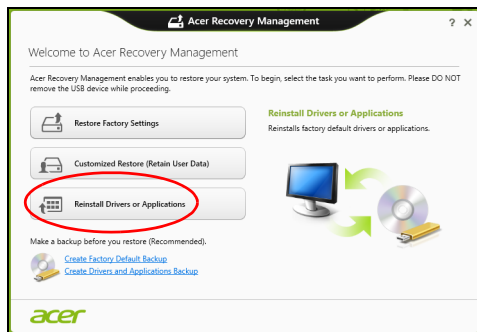 Acer Recovery Management
? X
Welcome to Acer Recovery Management
Acer Recovery Management enables you to restore your system. To begin, select the task you want to perform. Please DO NOT
remove the USB device while proceeding.
Restore Factory Settings
Customized Restore (Retain User Data)
Reinstall Drivers or Applications
Reinstall Drivers or Applications
Reinstalls factory default drivers or applications.
Make a backup before you restore (Recommended).
Create Factory Default Backup
Create Drivers and Applications Backup
acer